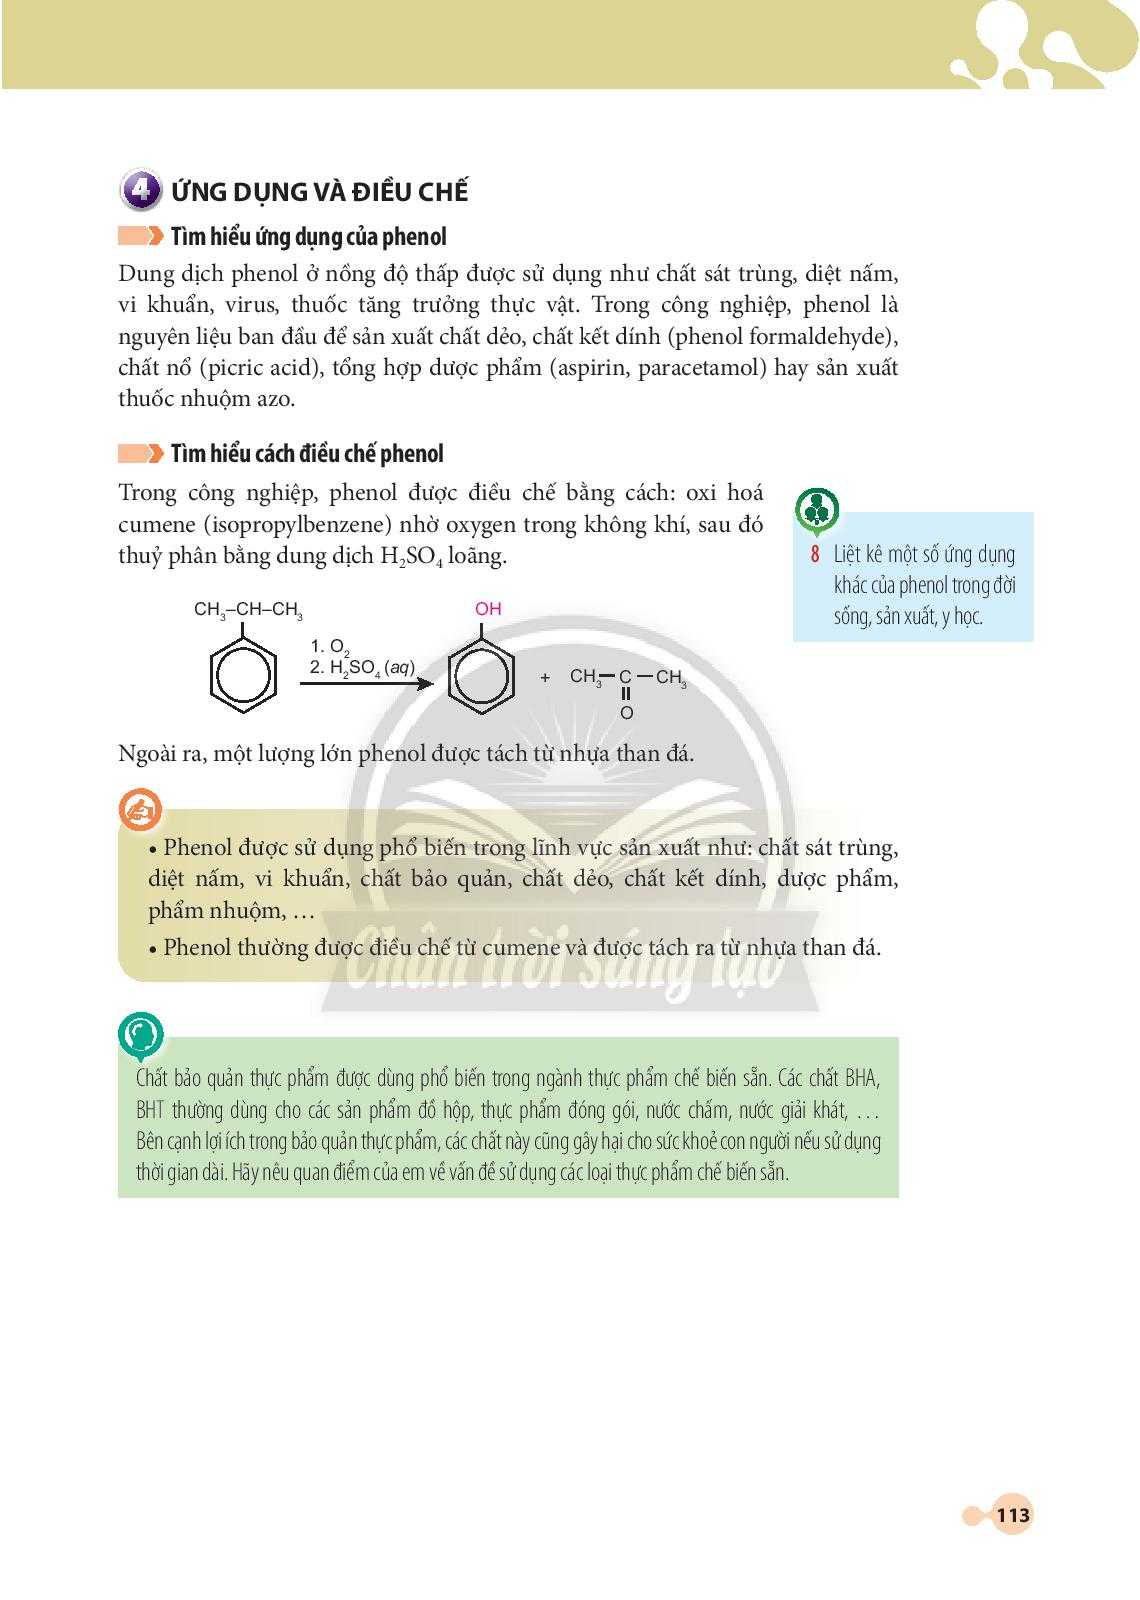 4 ỨNG DỤNG VÀ ĐIỀU CHẾ
Tìm hiểu ứng dụng của phenol
Dung dịch phenol ở nồng độ thấp được sử dụng như chất sát trùng, diệt nấm,
vi khuẩn, virus, thuốc tăng trưởng thực vật. Trong công nghiệp, phenol là
nguyên liệu ban đầu để sản xuất chất dẻo, chất kết dính (phenol formaldehyde),
chất nổ (picric acid), tổng hợp dược phẩm (aspirin, paracetamol) hay sản xuất
thuốc nhuộm azo.
Tìm hiểu cách điều chế phenol
Trong công nghiệp, phenol được điều chế bằng cách: oxi hoá
cumene (isopropylbenzene) nhờ oxygen trong không khí, sau đó
thuỷ phân bằng dung dịch H₂SO₄ loãng.
8 Liệt kê một số ứng dụng
khác của phenol trong đời
sống, sản xuất, y học.
CH₃–CH–CH₃
1. O₂
2. H₂SO₄ (aq)
OH
+ CH₃ — C — CH₃
O
Ngoài ra, một lượng lớn phenol được tách từ nhựa than đá.
• Phenol được sử dụng phổ biến trong lĩnh vực sản xuất như: chất sát trùng,
diệt nấm, vi khuẩn, chất bảo quản, chất dẻo, chất kết dính, dược phẩm,
phẩm nhuộm, …
• Phenol thường được điều chế từ cumene và được tách ra từ nhựa than đá.
Chân trời sáng tạo
Chất bảo quản thực phẩm được dùng phổ biến trong ngành thực phẩm chế biến sẵn. Các chất BHA,
BHT thường dùng cho các sản phẩm đồ hộp, thực phẩm đóng gói, nước chấm, nước giải khát, …
Bên cạnh lợi ích trong bảo quản thực phẩm, các chất này cũng gây hại cho sức khoẻ con người nếu sử dụng
thời gian dài. Hãy nêu quan điểm của em về vấn đề sử dụng các loại thực phẩm chế biến sẵn.
113